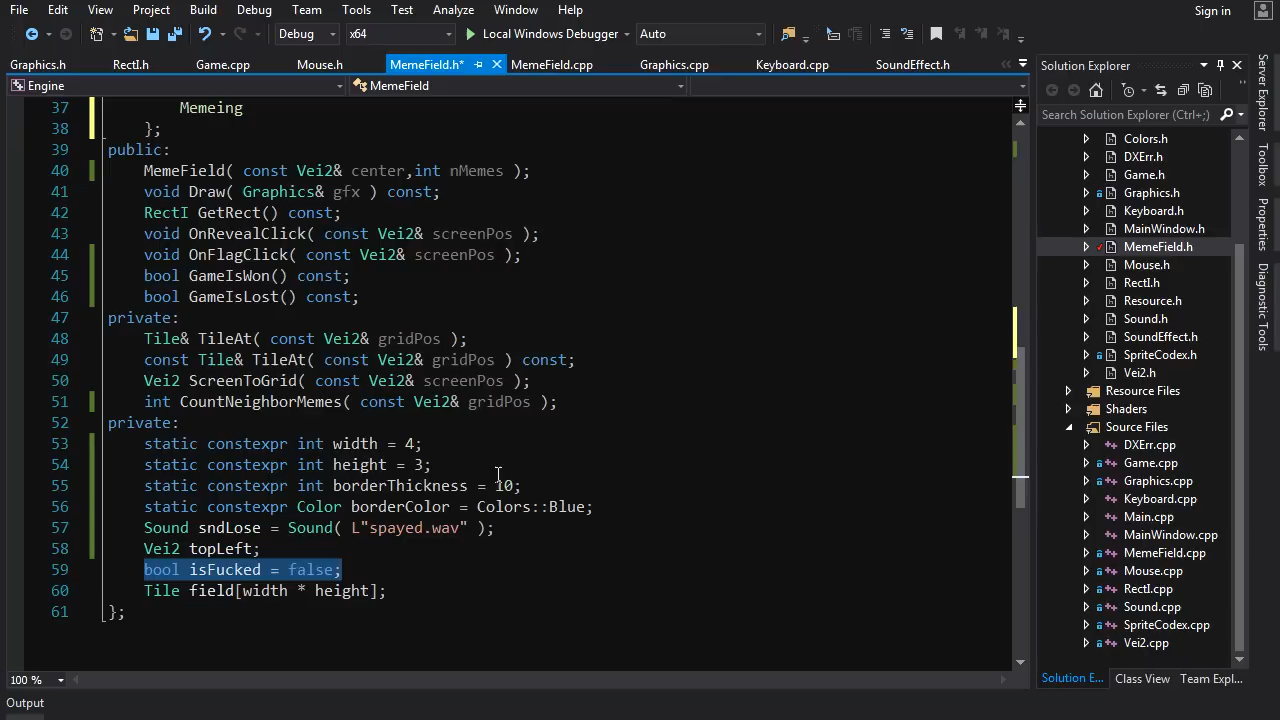 File Edit View Project Build Debug Team Tools Test Analyze Window Help Sign in
Debug x64 Local Windows Debugger Auto
Graphics.h RectI.h Game.cpp Mouse.h MemeField.h* MemeField.cpp Graphics.cpp Keyboard.cpp SoundEffect.h
Engine MemeField
37 Memeing
38 };
39 public:
40 MemeField( const Vei2& center,int nMemes );
41 void Draw( Graphics& gfx ) const;
42 RectI GetRect() const;
43 void OnRevealClick( const Vei2& screenPos );
44 void OnFlagClick( const Vei2& screenPos );
45 bool GameIsWon() const;
46 bool GameIsLost() const;
47 private:
48 Tile& TileAt( const Vei2& gridPos );
49 const Tile& TileAt( const Vei2& gridPos ) const;
50 Vei2 ScreenToGrid( const Vei2& screenPos );
51 int CountNeighborMemes( const Vei2& gridPos );
52 private:
53 static constexpr int width = 4;
54 static constexpr int height = 3;
55 static constexpr int borderThickness = 10;
56 static constexpr Color borderColor = Colors::Blue;
57 Sound sndLose = Sound( L"spayed.wav" );
58 Vei2 topLeft;
59 bool isFucked = false;
60 Tile field[width * height];
61 };
100 %
Output
Solution Explorer
Search Solution Explorer (Ctrl+;)
Colors.h
DXErr.h
Game.h
Graphics.h
Keyboard.h
MainWindow.h
MemeField.h
Mouse.h
RectI.h
Resource.h
Sound.h
SoundEffect.h
SpriteCodex.h
Vei2.h
Resource Files
Shaders
Source Files
DXErr.cpp
Game.cpp
Graphics.cpp
Keyboard.cpp
Main.cpp
MainWindow.cpp
MemeField.cpp
Mouse.cpp
RectI.cpp
Sound.cpp
SpriteCodex.cpp
Vei2.cpp
Solution E... Class View Team Expl...
Server Explorer
Toolbox
Properties
Diagnostic Tools